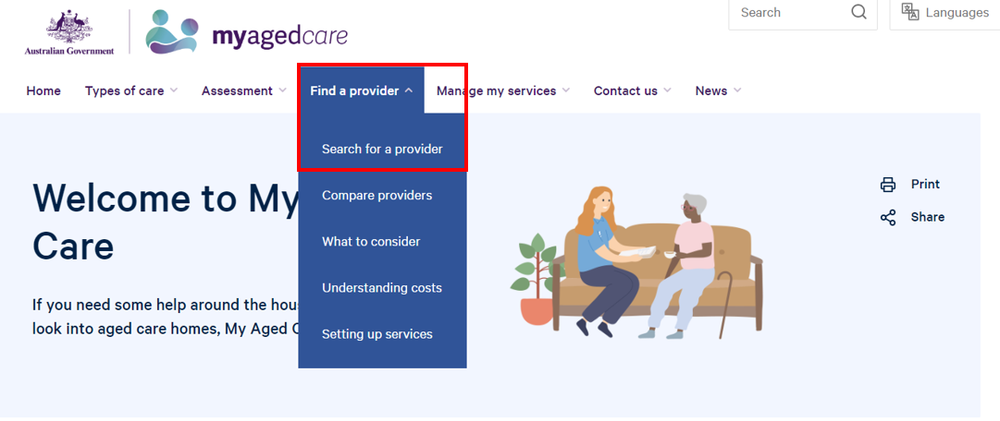 Search
Languages
Australian Government
myagedcare
Home
Types of care
Assessment
Find a provider
Manage my services
Contact us
News
Search for a provider
Compare providers
What to consider
Understanding costs
Setting up services
Welcome to My
Care
If you need some help around the hou
look into aged care homes, My Aged C
Print
Share